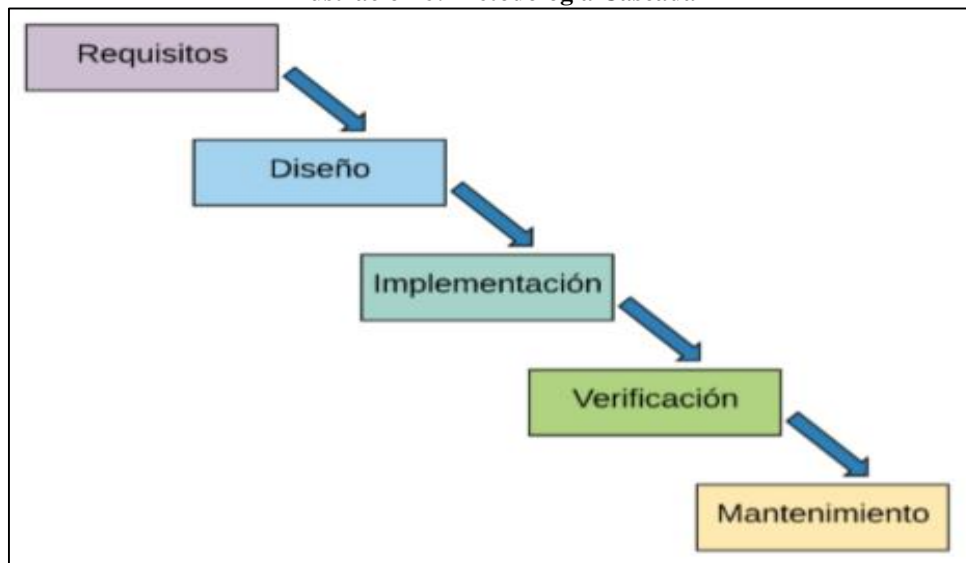 Requisitos
Diseño
Implementación
Verificación
Mantenimiento